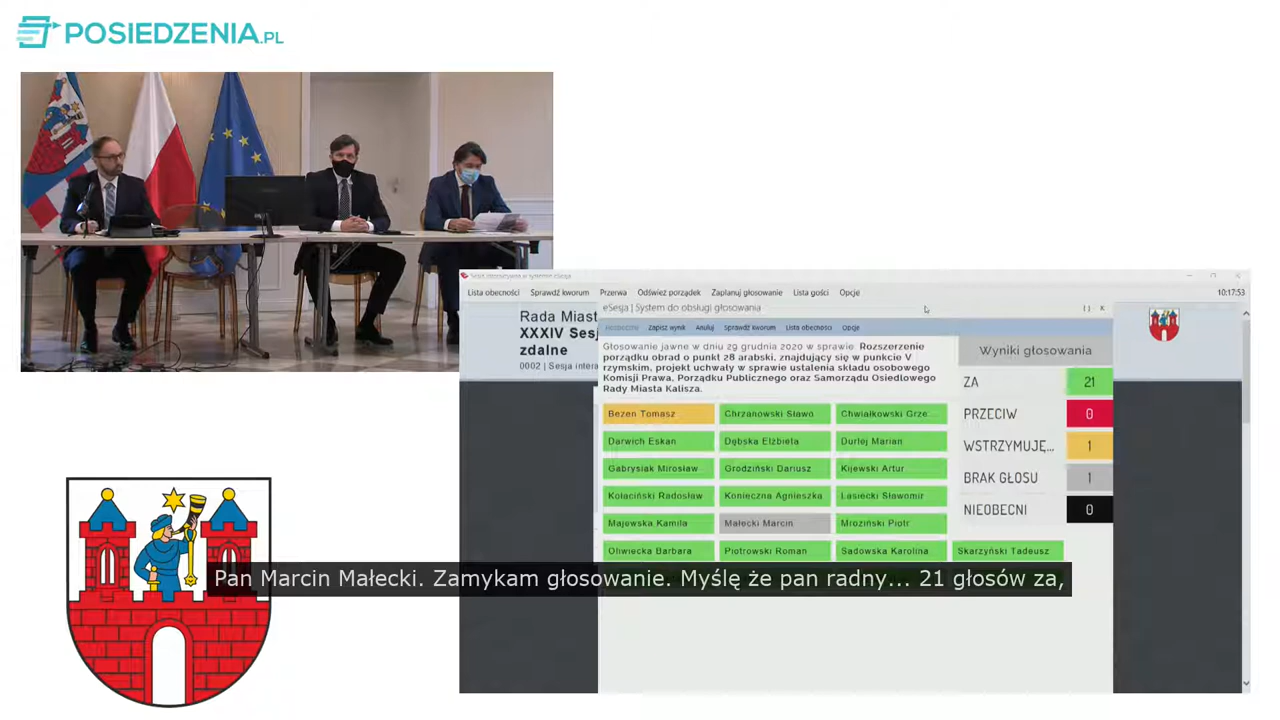 POSIEDZENIA.PL
Lista obecności Sprawdź kworum Przerwa Odśwież porządek Zaplanuj głosowanie Lista gości Opcje
10:17:53
eSesja | System do obsługi głosowania
Rada Miast
XXXIV Sesj
zdalne
0002 | Sesja intera
Zapisz wynik Anuluj Sprawdź kworum Lista obecności Opcje
Głosowanie jawne w dniu 29 grudnia 2020 w sprawie: Rozszerzenie
porządku obrad o punkt 28 arabski, znajdujący się w punkcie V
rzymskim, projekt uchwały w sprawie ustalenia składu osobowego
Komisji Prawa, Porządku Publicznego oraz Samorządu Osiedlowego
Rady Miasta Kalisza.
Wyniki głosowania
ZA 21
PRZECIW 0
WSTRZYMUJĘ... 1
BRAK GŁOSU 1
NIEOBECNI 0
Bezen Tomasz Chrzanowski Sławo Chwiałkowski Grze...
Darwich Eskan Dębska Elżbieta Durlej Marian
Gabrysiak Mirosław Grodziński Dariusz Kijewski Artur
Kołaciński Radosław Konieczna Agnieszka Lasiecki Sławomir
Majewska Kamila Małecki Marcin Mroziński Piotr
Oliwiecka Barbara Piotrowski Roman Sadowska Karolina Skarżyński Tadeusz
Pan Marcin Małecki. Zamykam głosowanie. Myślę że pan radny... 21 głosów za,